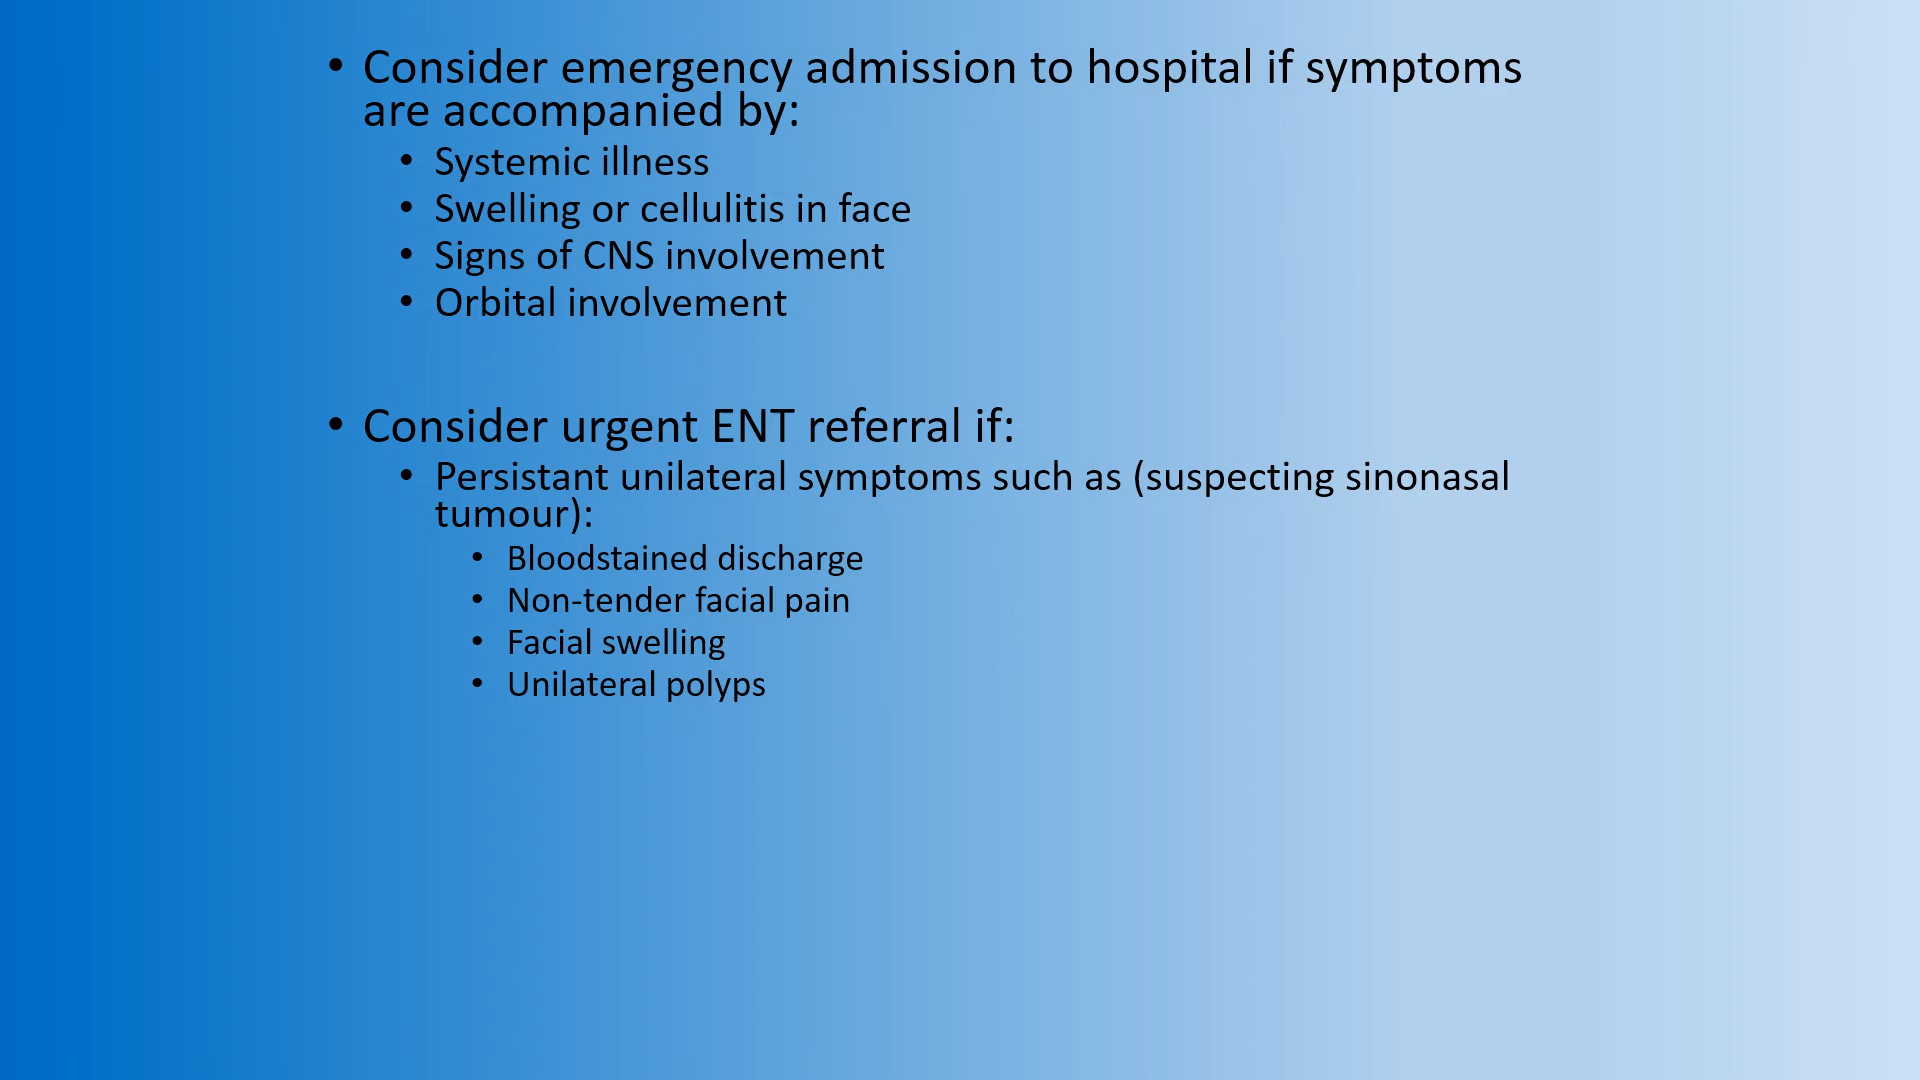 • Consider emergency admission to hospital if symptoms
are accompanied by:
• Systemic illness
• Swelling or cellulitis in face
• Signs of CNS involvement
• Orbital involvement
• Consider urgent ENT referral if:
• Persistant unilateral symptoms such as (suspecting sinonasal
tumour):
• Bloodstained discharge
• Non-tender facial pain
• Facial swelling
• Unilateral polyps